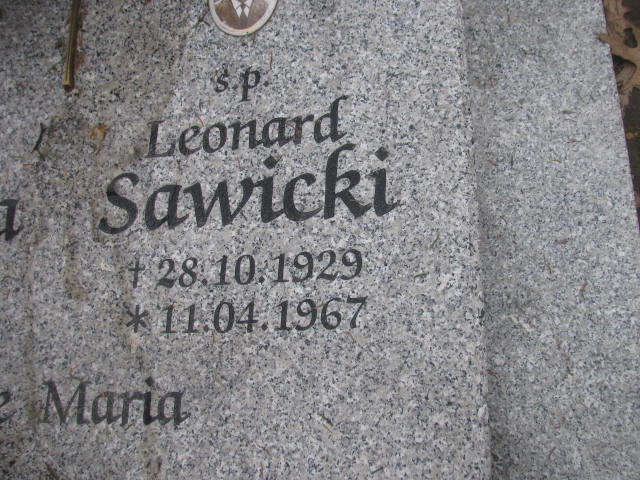 ś.p.
Leonard
Sawicki
† 28.10.1929
* 11.04.1967
Maria